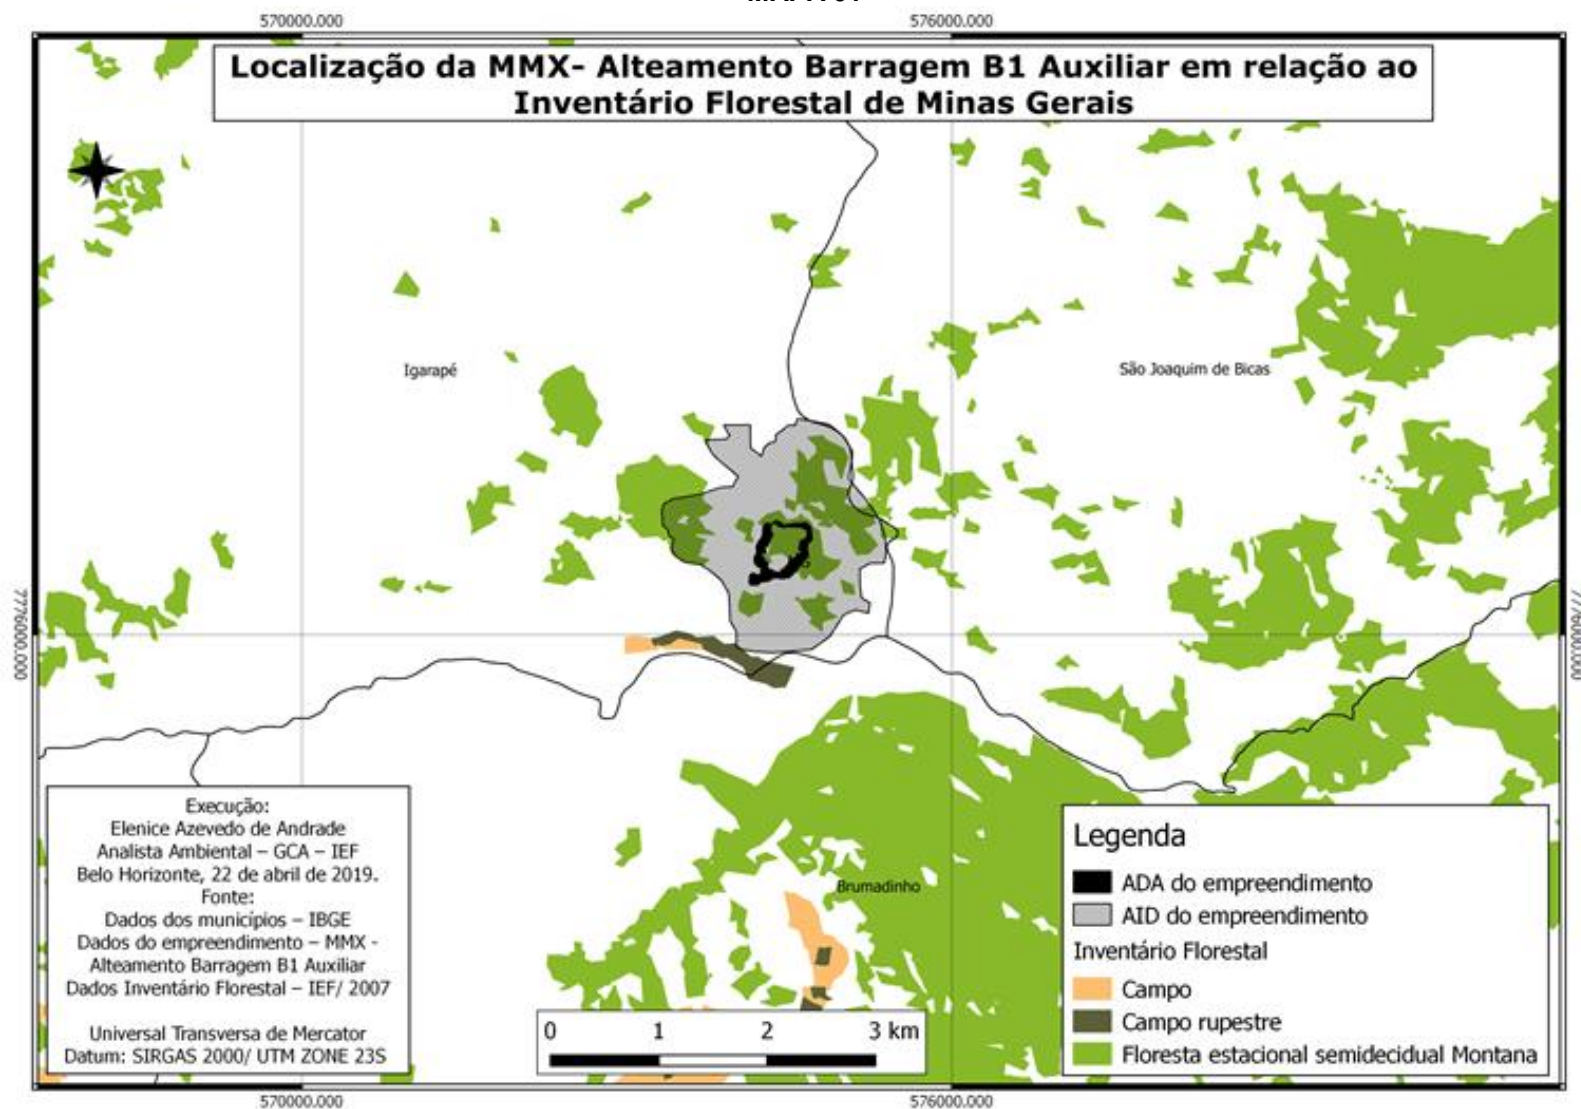 570000.000
576000.000
Localização da MMX- Alteamento Barragem B1 Auxiliar em relação ao
Inventário Florestal de Minas Gerais
Igarapé
São Joaquim de Bicas
7776000.000
7776000.000
Brumadinho
Execução:
Elenice Azevedo de Andrade
Analista Ambiental – GCA – IEF
Belo Horizonte, 22 de abril de 2019.
Fonte:
Dados dos municípios – IBGE
Dados do empreendimento – MMX -
Alteamento Barragem B1 Auxiliar
Dados Inventário Florestal – IEF/ 2007
Universal Transversa de Mercator
Datum: SIRGAS 2000/ UTM ZONE 23S
0 1 2 3 km
Legenda
ADA do empreendimento
AID do empreendimento
Inventário Florestal
Campo
Campo rupestre
Floresta estacional semidecidual Montana
570000.000
576000.000